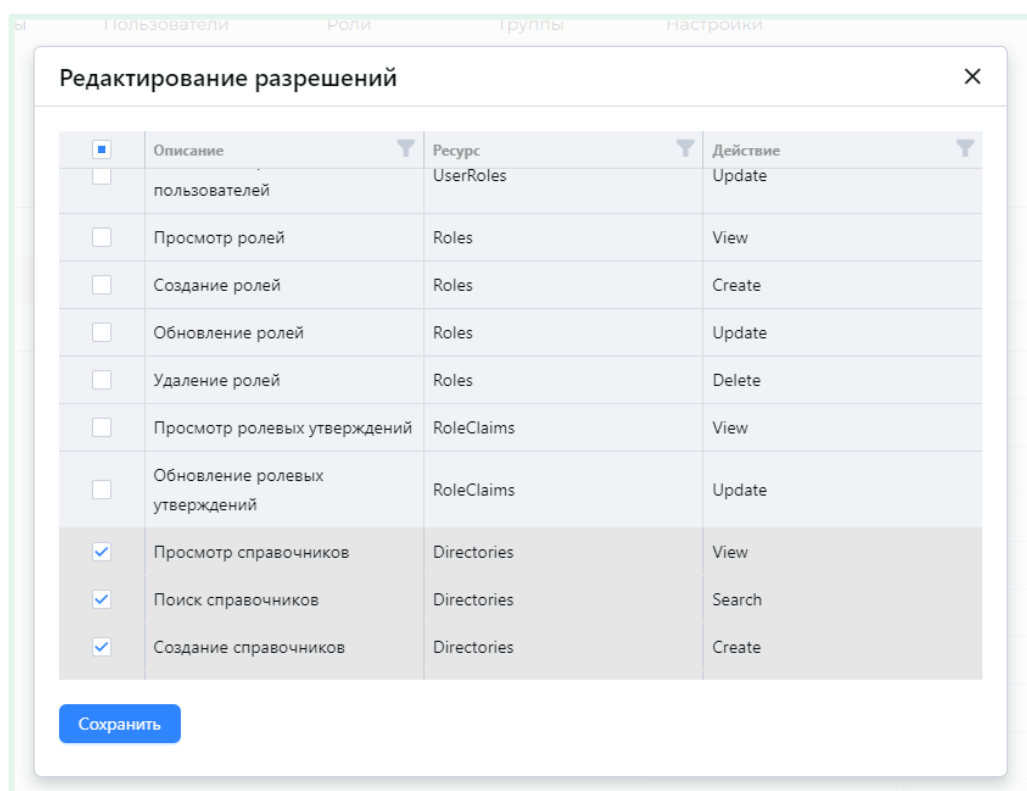 ы Пользователи Роли Группы Настройки
Редактирование разрешений
Описание Ресурс Действие
пользователей UserRoles Update
Просмотр ролей Roles View
Создание ролей Roles Create
Обновление ролей Roles Update
Удаление ролей Roles Delete
Просмотр ролевых утверждений RoleClaims View
Обновление ролевых
утверждений RoleClaims Update
Просмотр справочников Directories View
Поиск справочников Directories Search
Создание справочников Directories Create
Сохранить